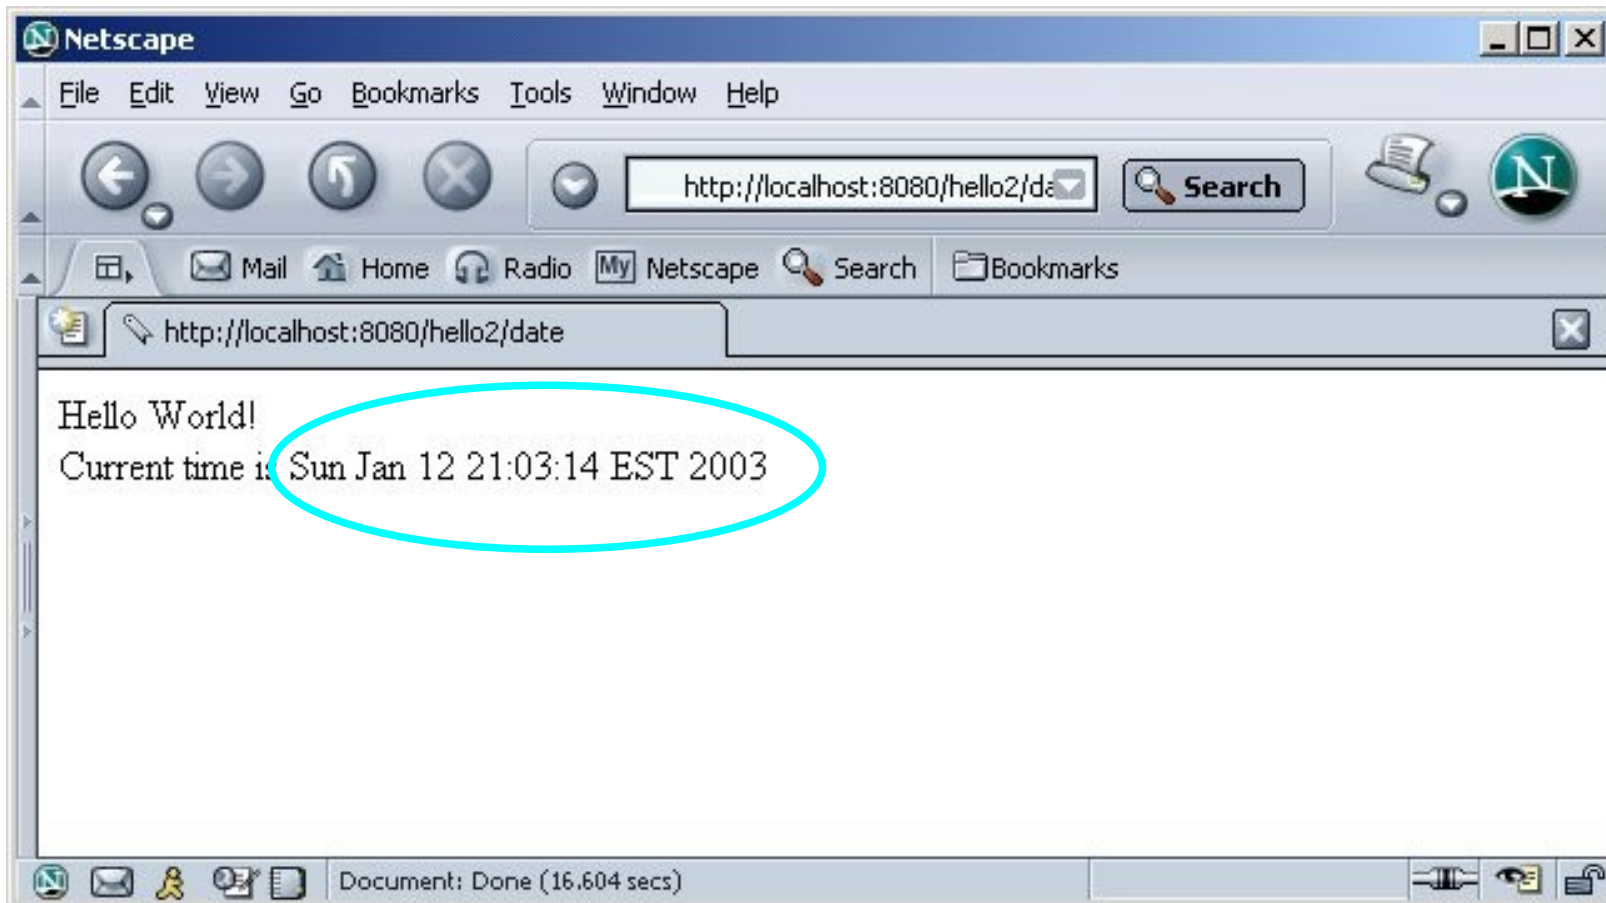 Netscape
File Edit View Go Bookmarks Tools Window Help
http://localhost:8080/hello2/da Search N
Mail Home Radio My Netscape Search Bookmarks
http://localhost:8080/hello2/date
Hello World!
Current time is Sun Jan 12 21:03:14 EST 2003
Document: Done (16.604 secs)